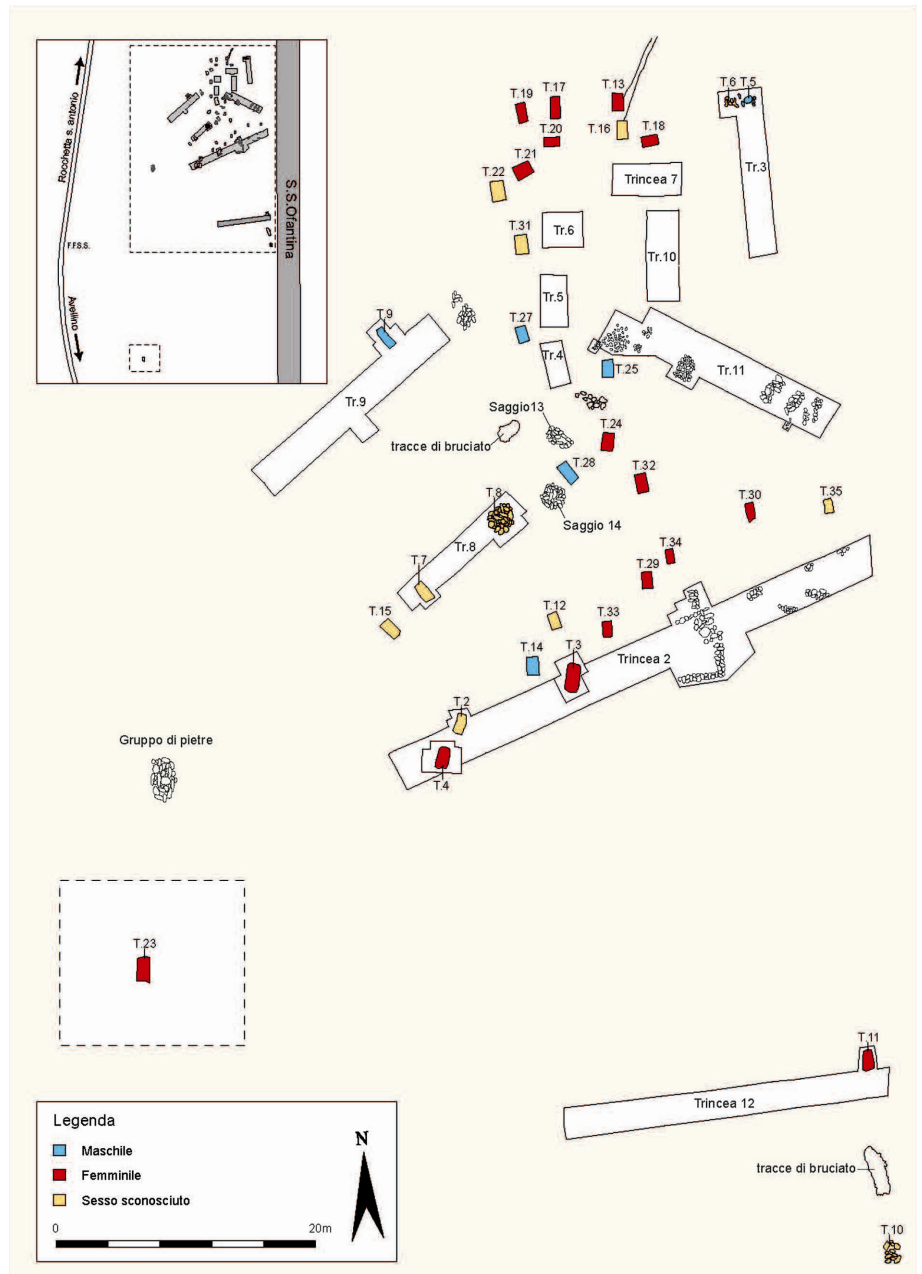 Rocchetta s. antonio
F.F.S.S.
Avellino
S.S.Ofantina
T.19
T.17
T.13
T.6
T.5
T.16
T.20
T.18
T.21
T.22
Trincea 7
Tr.3
T.31
Tr.6
Tr.10
Tr.5
T.9
T.27
Tr.4
T.25
Tr.11
Tr.9
Saggio13
tracce di bruciato
T.24
T.28
T.32
T.8
Saggio 14
T.30
T.35
Tr.8
T.34
T.7
T.29
T.15
T.12
T.33
T.14
T.3
Trincea 2
T.2
Gruppo di pietre
T.4
T.23
T.11
Trincea 12
tracce di bruciato
T.10
Legenda
Maschile
Femminile
Sesso sconosciuto
N
0
20m